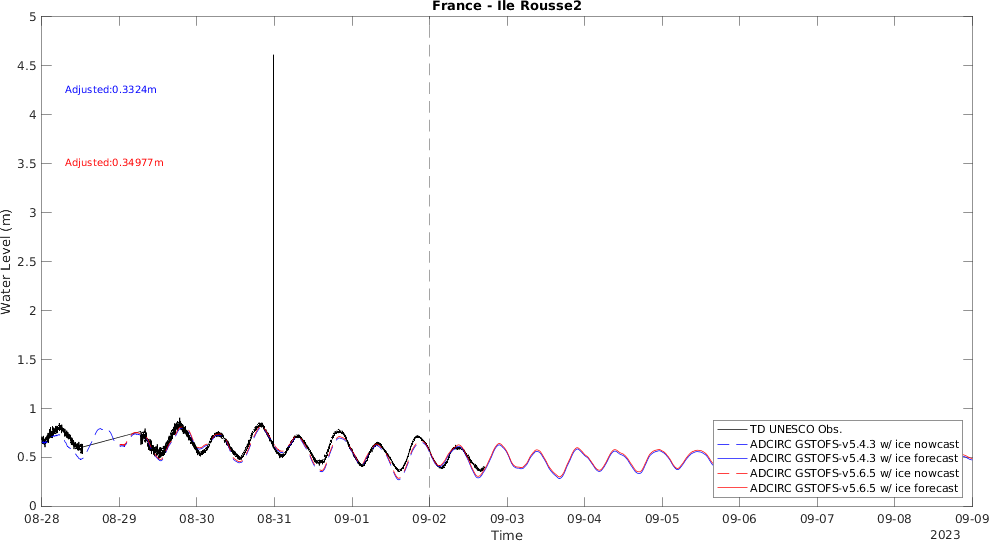 France - Ile Rousse2
5
4.5
4
3.5
3
2.5
2
1.5
1
0.5
0
Water Level (m)
Adjusted:0.3324m
Adjusted:0.34977m
TD UNESCO Obs.
ADCIRC GSTOFS-v5.4.3 w/ ice nowcast
ADCIRC GSTOFS-v5.4.3 w/ ice forecast
ADCIRC GSTOFS-v5.6.5 w/ ice nowcast
ADCIRC GSTOFS-v5.6.5 w/ ice forecast
08-28 08-29 08-30 08-31 09-01 09-02 09-03 09-04 09-05 09-06 09-07 09-08 09-09
Time
2023